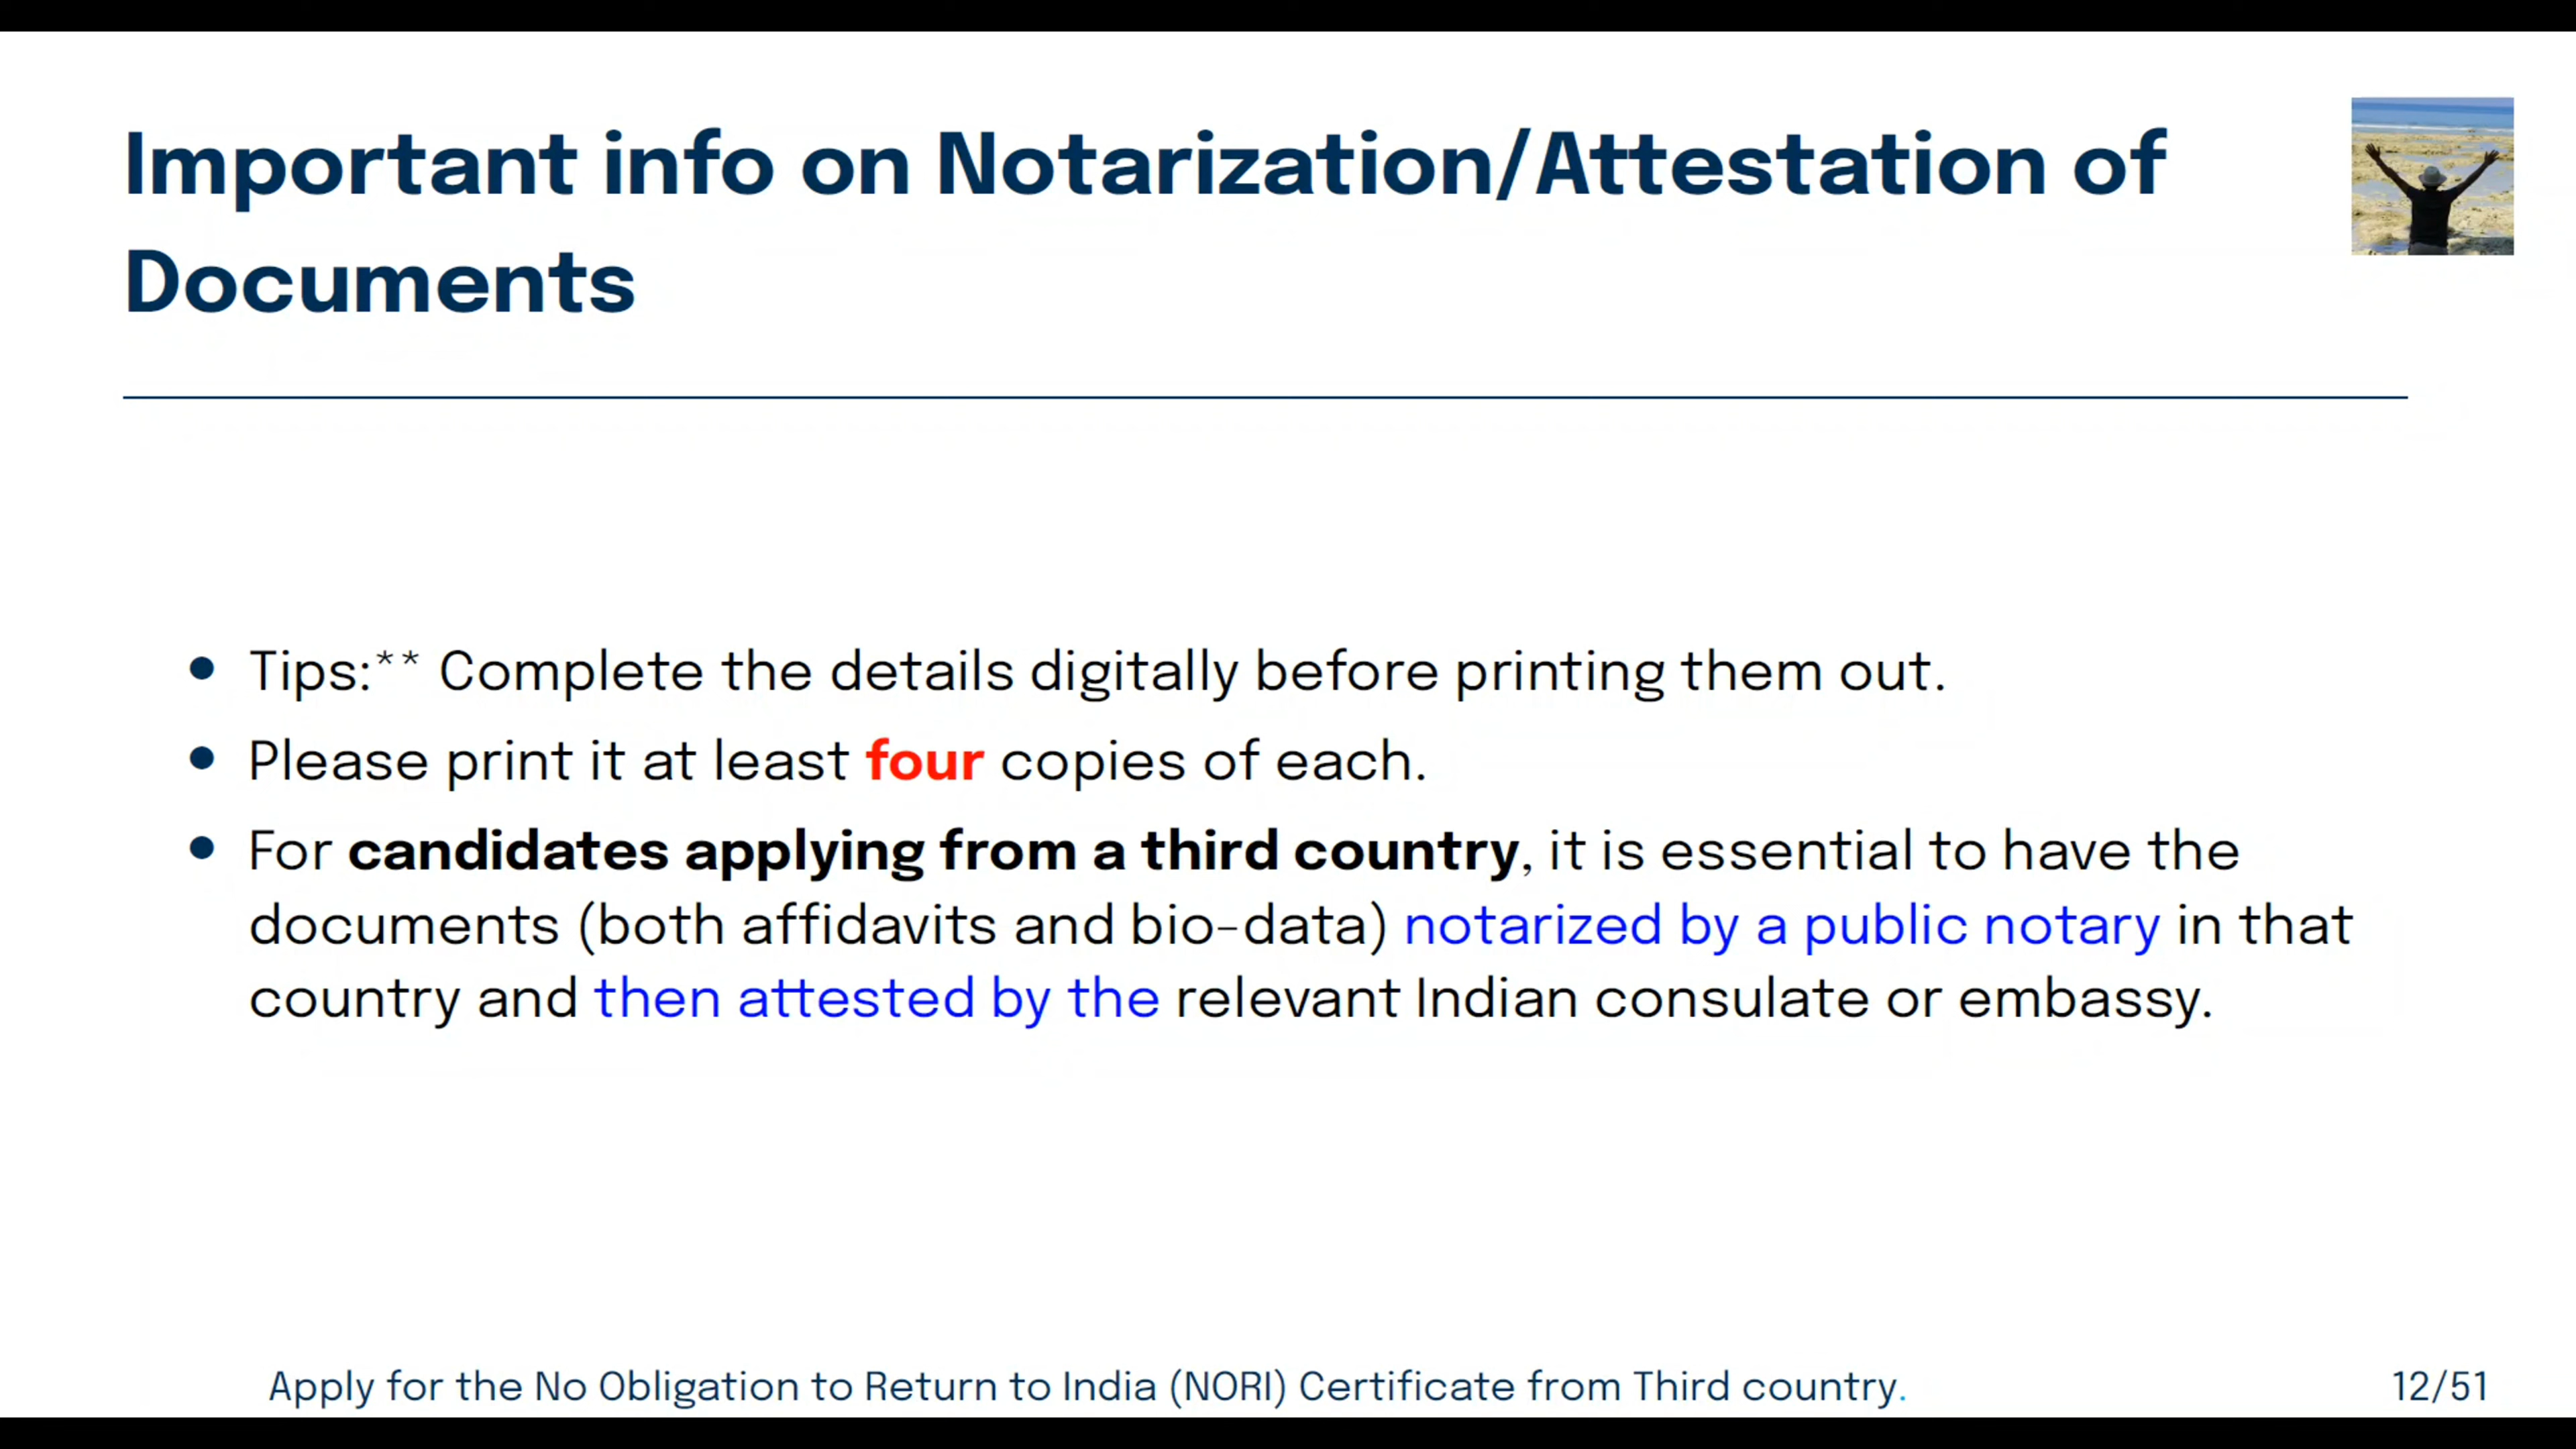 Important info on Notarization/Attestation of
Documents
• Tips:** Complete the details digitally before printing them out.
• Please print it at least four copies of each.
• For candidates applying from a third country, it is essential to have the
documents (both affidavits and bio-data) notarized by a public notary in that
country and then attested by the relevant Indian consulate or embassy.
Apply for the No Obligation to Return to India (NORI) Certificate from Third country.
12/51